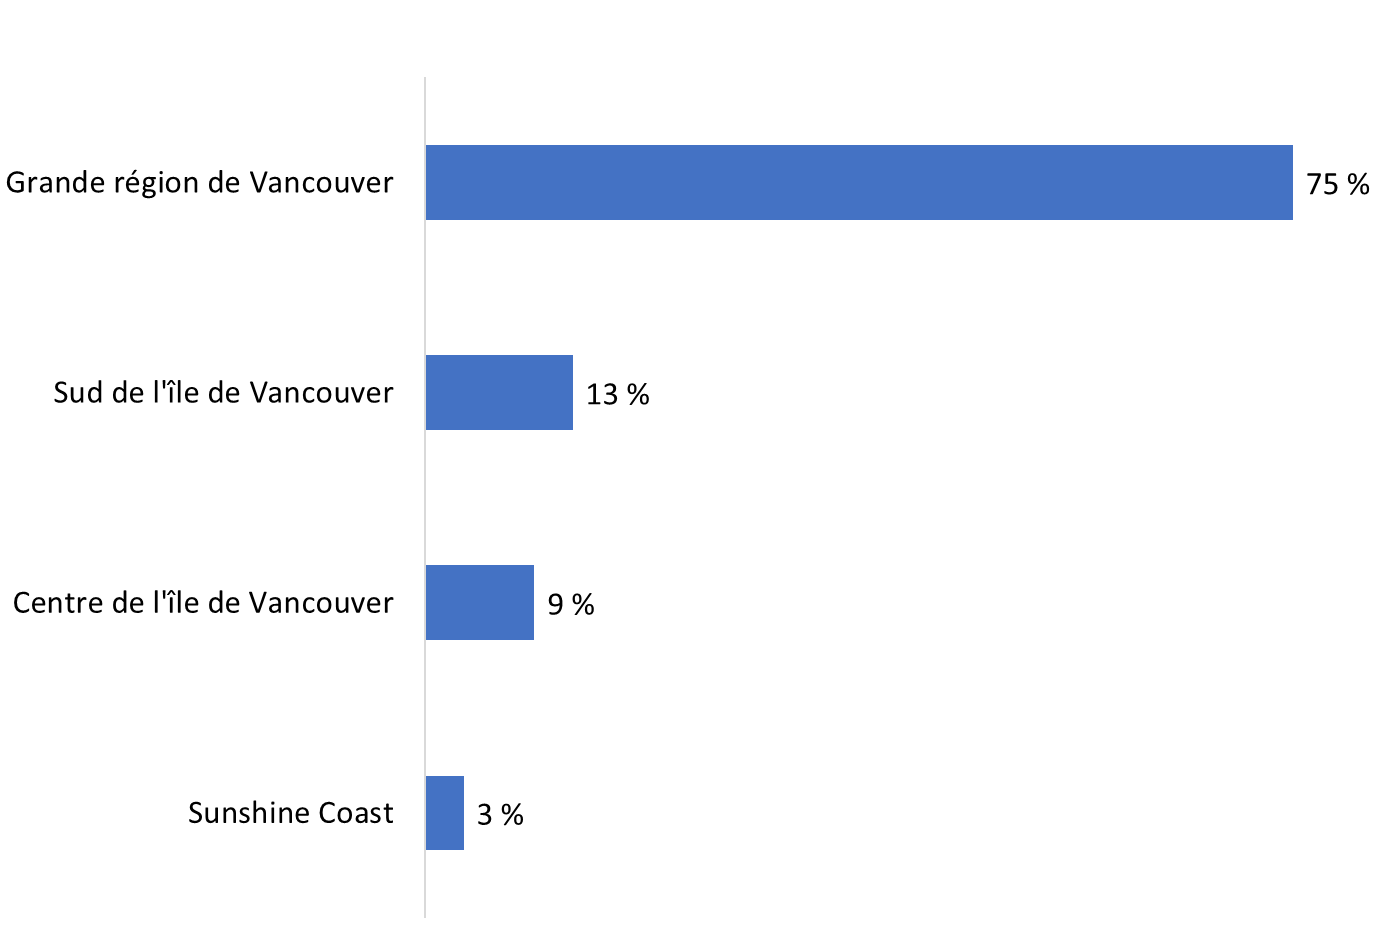 Grande région de Vancouver 75 %
Sud de l'île de Vancouver 13 %
Centre de l'île de Vancouver 9 %
Sunshine Coast 3 %